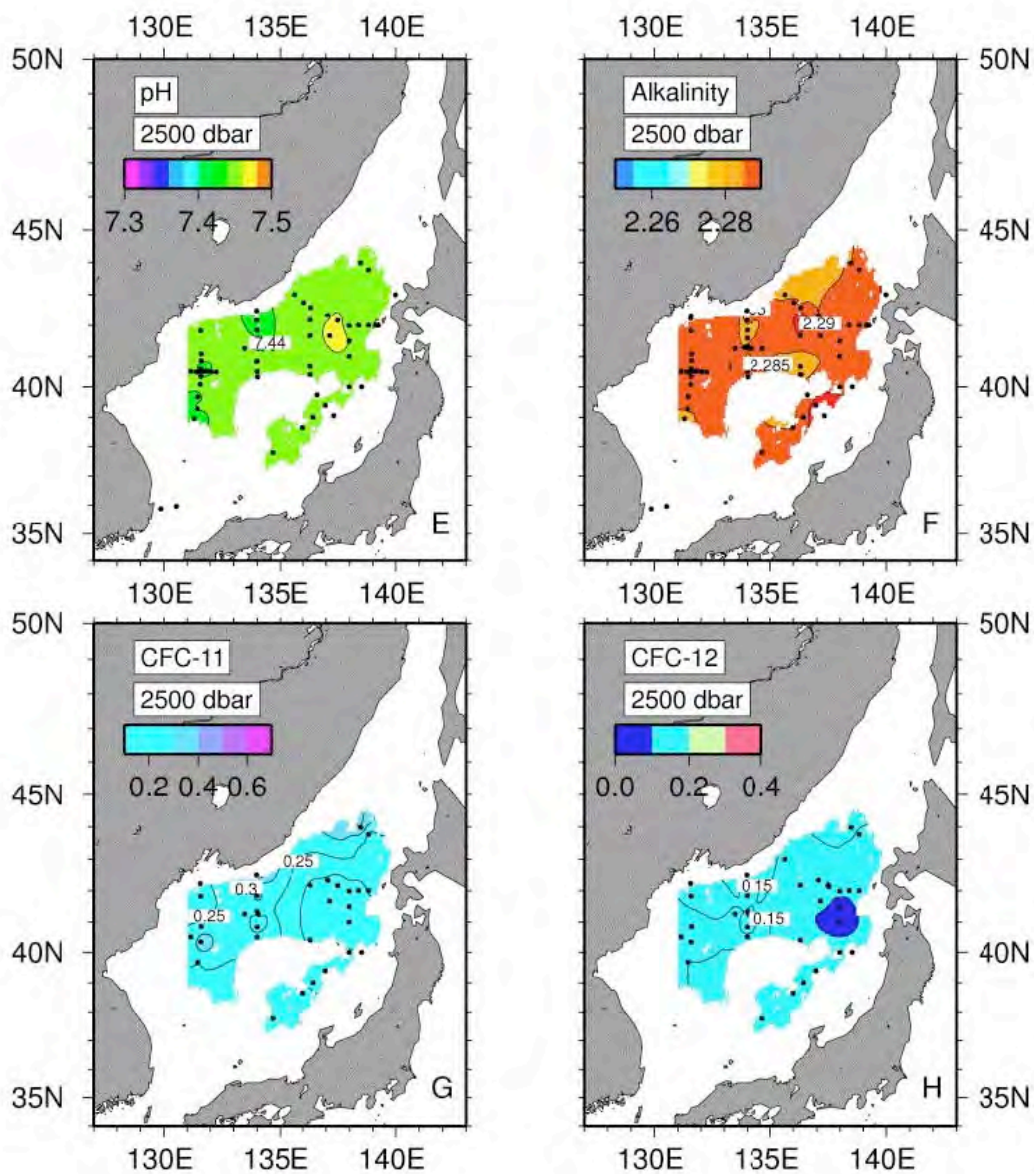 130E 135E 140E 130E 135E 140E
50N 50N
pH Alkalinity
2500 dbar 2500 dbar
7.3 7.4 7.5 2.26 2.28
45N 45N
2.29
7.44 2.285
40N 40N
35N E F 35N
130E 135E 140E 130E 135E 140E
50N 50N
CFC-11 CFC-12
2500 dbar 2500 dbar
0.2 0.4 0.6 0.0 0.2 0.4
45N 45N
0.25
0.3 0.15
0.25 0.15
40N 40N
35N G H 35N
130E 135E 140E 130E 135E 140E